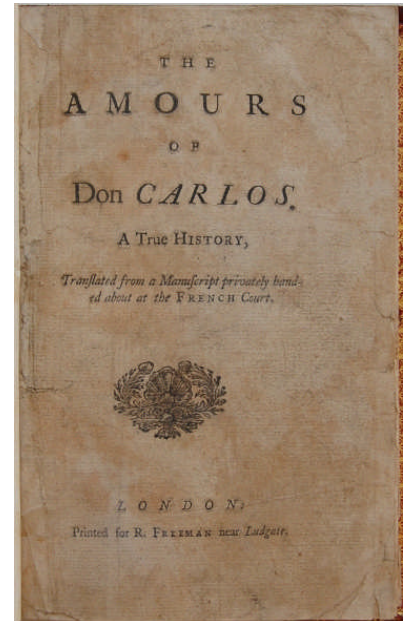 THE
AMOURS
OF
Don CARLOS.
A True HISTORY,
Tranſlated from a Manuſcript privately hand-
ed about at the FRENCH Court.
LONDON:
Printed for R. FREEMAN near Ludgate.